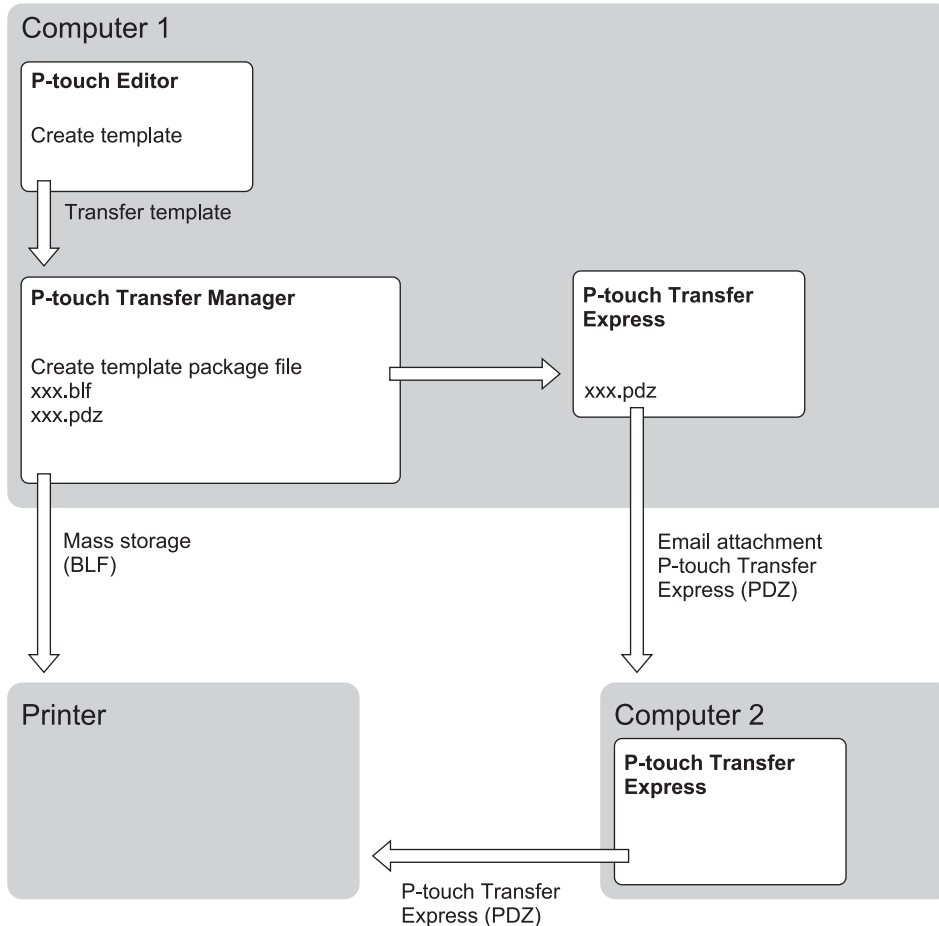 Computer 1
P-touch Editor
Create template
Transfer template
P-touch Transfer Manager
Create template package file
xxx.blf
xxx.pdz
P-touch Transfer
Express
xxx.pdz
Mass storage
(BLF)
Email attachment
P-touch Transfer
Express (PDZ)
Printer
Computer 2
P-touch Transfer
Express
P-touch Transfer
Express (PDZ)